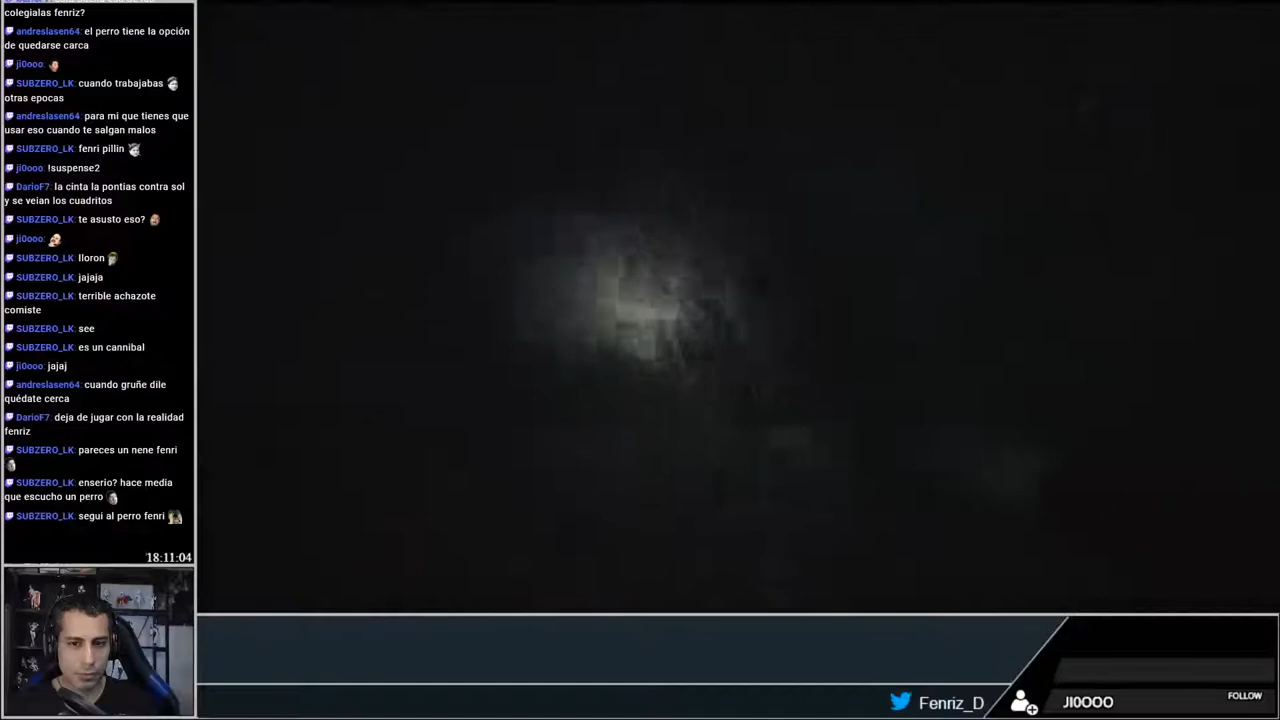 colegialas fenriz?
andreslasen64: el perro tiene la opción
de quedarse carca
ji0ooo:
SUBZERO_LK: cuando trabajabas
otras epocas
andreslasen64: para mi que tienes que
usar eso cuando te salgan malos
SUBZERO_LK: fenri pillin
ji0ooo: !suspense2
DarioF7: la cinta la pontias contra sol
y se veian los cuadritos
SUBZERO_LK: te asusto eso?
ji0ooo:
SUBZERO_LK: lloron
SUBZERO_LK: jajaja
SUBZERO_LK: terrible achazote
comiste
SUBZERO_LK: see
SUBZERO_LK: es un cannibal
ji0ooo: jajaj
andreslasen64: cuando gruñe dile
quédate cerca
DarioF7: deja de jugar con la realidad
fenriz
SUBZERO_LK: pareces un nene fenri
SUBZERO_LK: enserio? hace media
que escucho un perro
SUBZERO_LK: segui al perro fenri
18:11:04
Fenriz_D
JI0OOO
FOLLOW